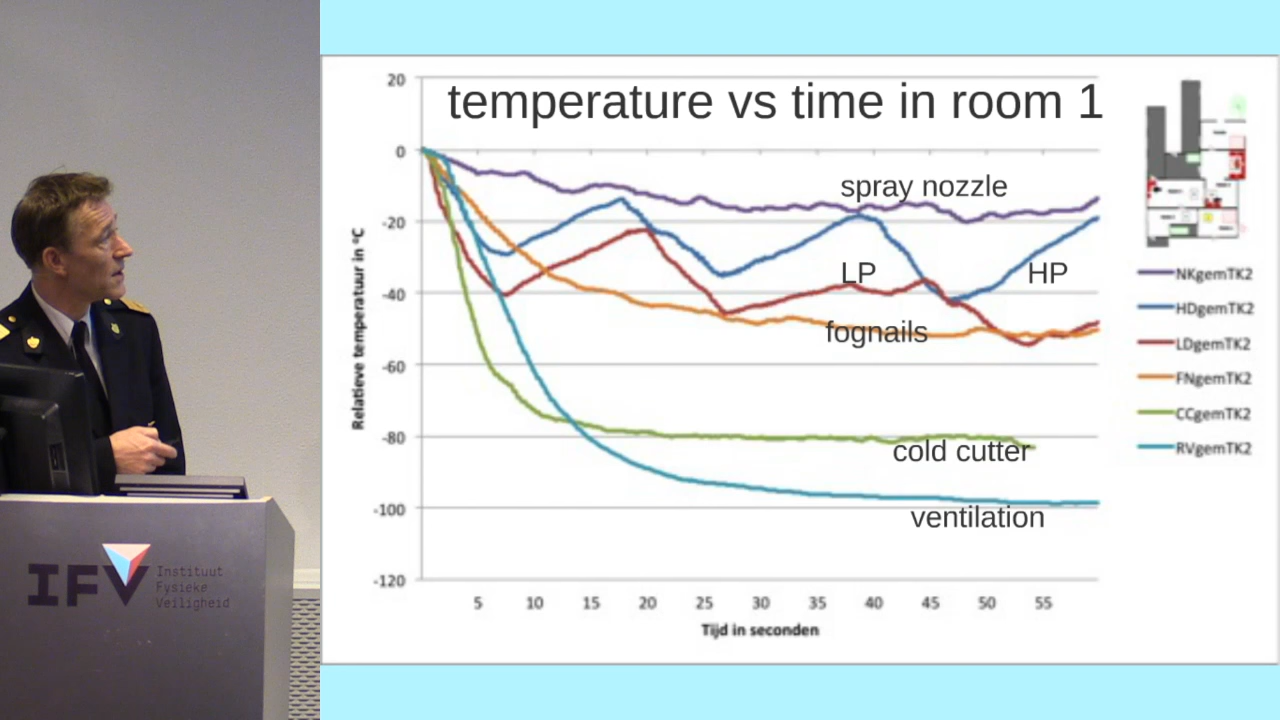 temperature vs time in room 1
20
0
-20
-40
-60
-80
-100
-120
Relatieve temperatuur in °C
5 10 15 20 25 30 35 40 45 50 55
Tijd in seconden
spray nozzle
LP
HP
fognails
cold cutter
ventilation
NKgemTK2
HDgemTK2
LDgemTK2
FNgemTK2
CCgemTK2
RVgemTK2
IFV
Instituut
Fysieke
Veiligheid